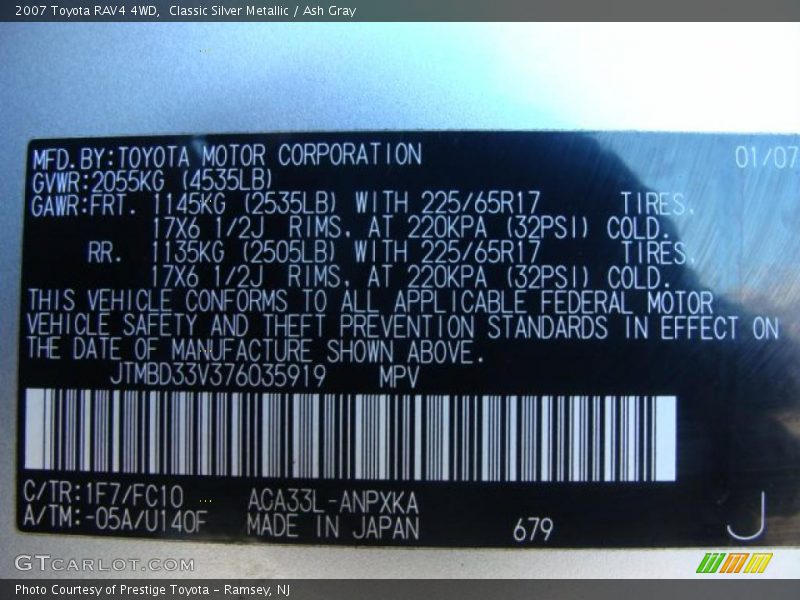 2007 Toyota RAV4 4WD,  Classic Silver Metallic / Ash Gray
MFD. BY:TOYOTA MOTOR CORPORATION 01/07
GVWR:2055KG (4535LB)
GAWR:FRT. 1145KG (2535LB) WITH 225/65R17 TIRES,
17X6 1/2J RIMS, AT 220KPA (32PSI) COLD.
RR. 1135KG (2505LB) WITH 225/65R17 TIRES,
17X6 1/2J RIMS, AT 220KPA (32PSI) COLD.
THIS VEHICLE CONFORMS TO ALL APPLICABLE FEDERAL MOTOR
VEHICLE SAFETY AND THEFT PREVENTION STANDARDS IN EFFECT ON
THE DATE OF MANUFACTURE SHOWN ABOVE.
JTMBD33V376035919 MPV
C/TR:1F7/FC10 ACA33L-ANPXKA
A/TM:-05A/U140F MADE IN JAPAN 679 J
GTCARLOT.COM
Photo Courtesy of Prestige Toyota - Ramsey, NJ